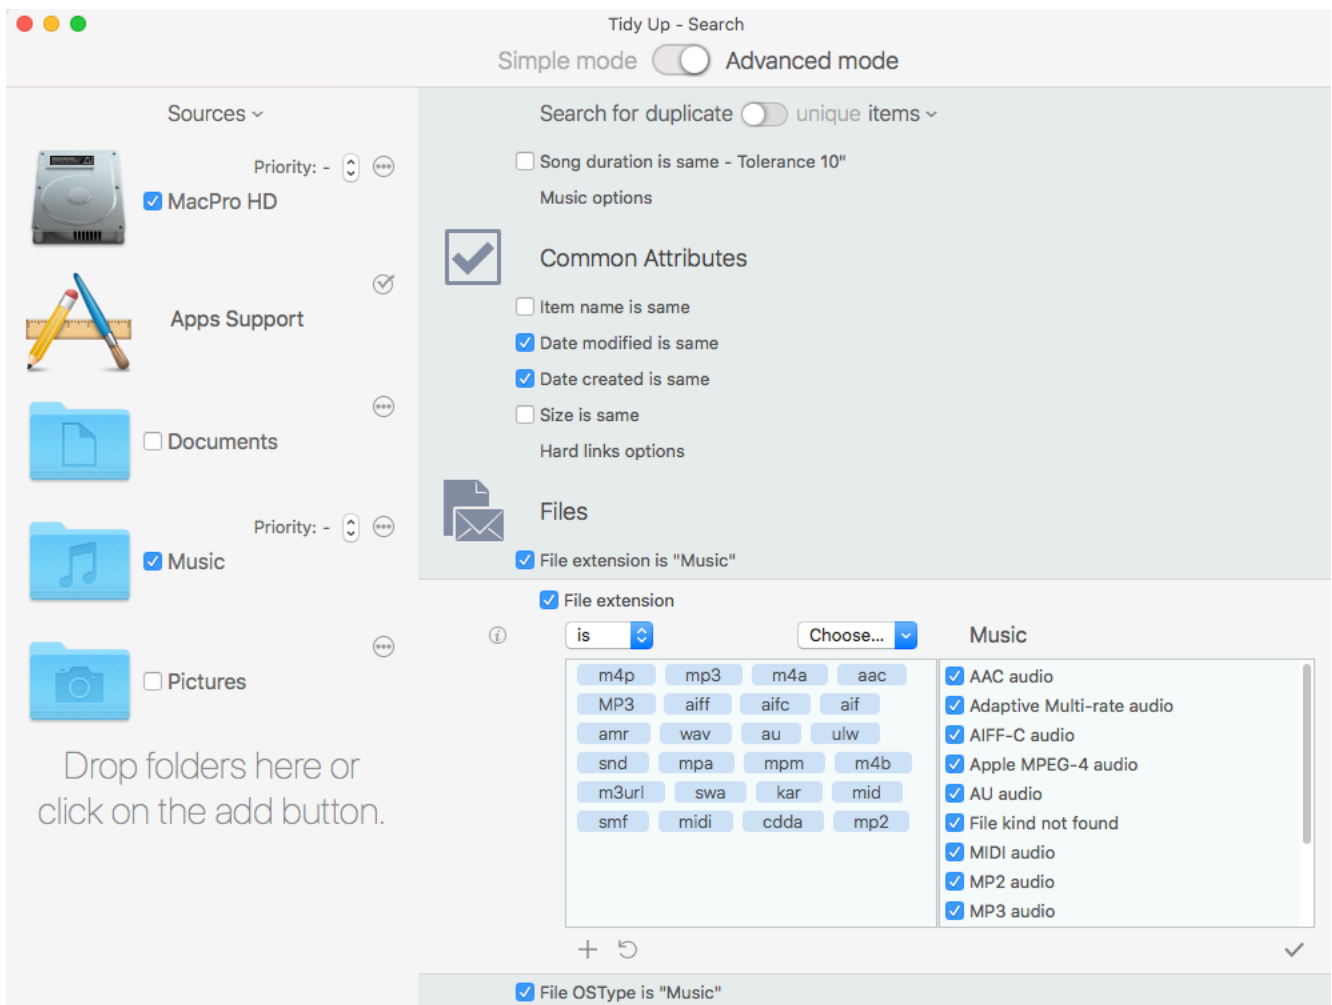 Tidy Up - Search
Simple mode Advanced mode
Sources
Priority: -
MacPro HD
Apps Support
Documents
Priority: -
Music
Pictures
Drop folders here or
click on the add button.
Search for duplicate unique items
Song duration is same - Tolerance 10"
Music options
Common Attributes
Item name is same
Date modified is same
Date created is same
Size is same
Hard links options
Files
File extension is "Music"
File extension
is Choose... Music
m4p mp3 m4a aac
MP3 aiff aifc aif
amr wav au ulw
snd mpa mpm m4b
m3url swa kar mid
smf midi cdda mp2
AAC audio
Adaptive Multi-rate audio
AIFF-C audio
Apple MPEG-4 audio
AU audio
File kind not found
MIDI audio
MP2 audio
MP3 audio
File OSType is "Music"